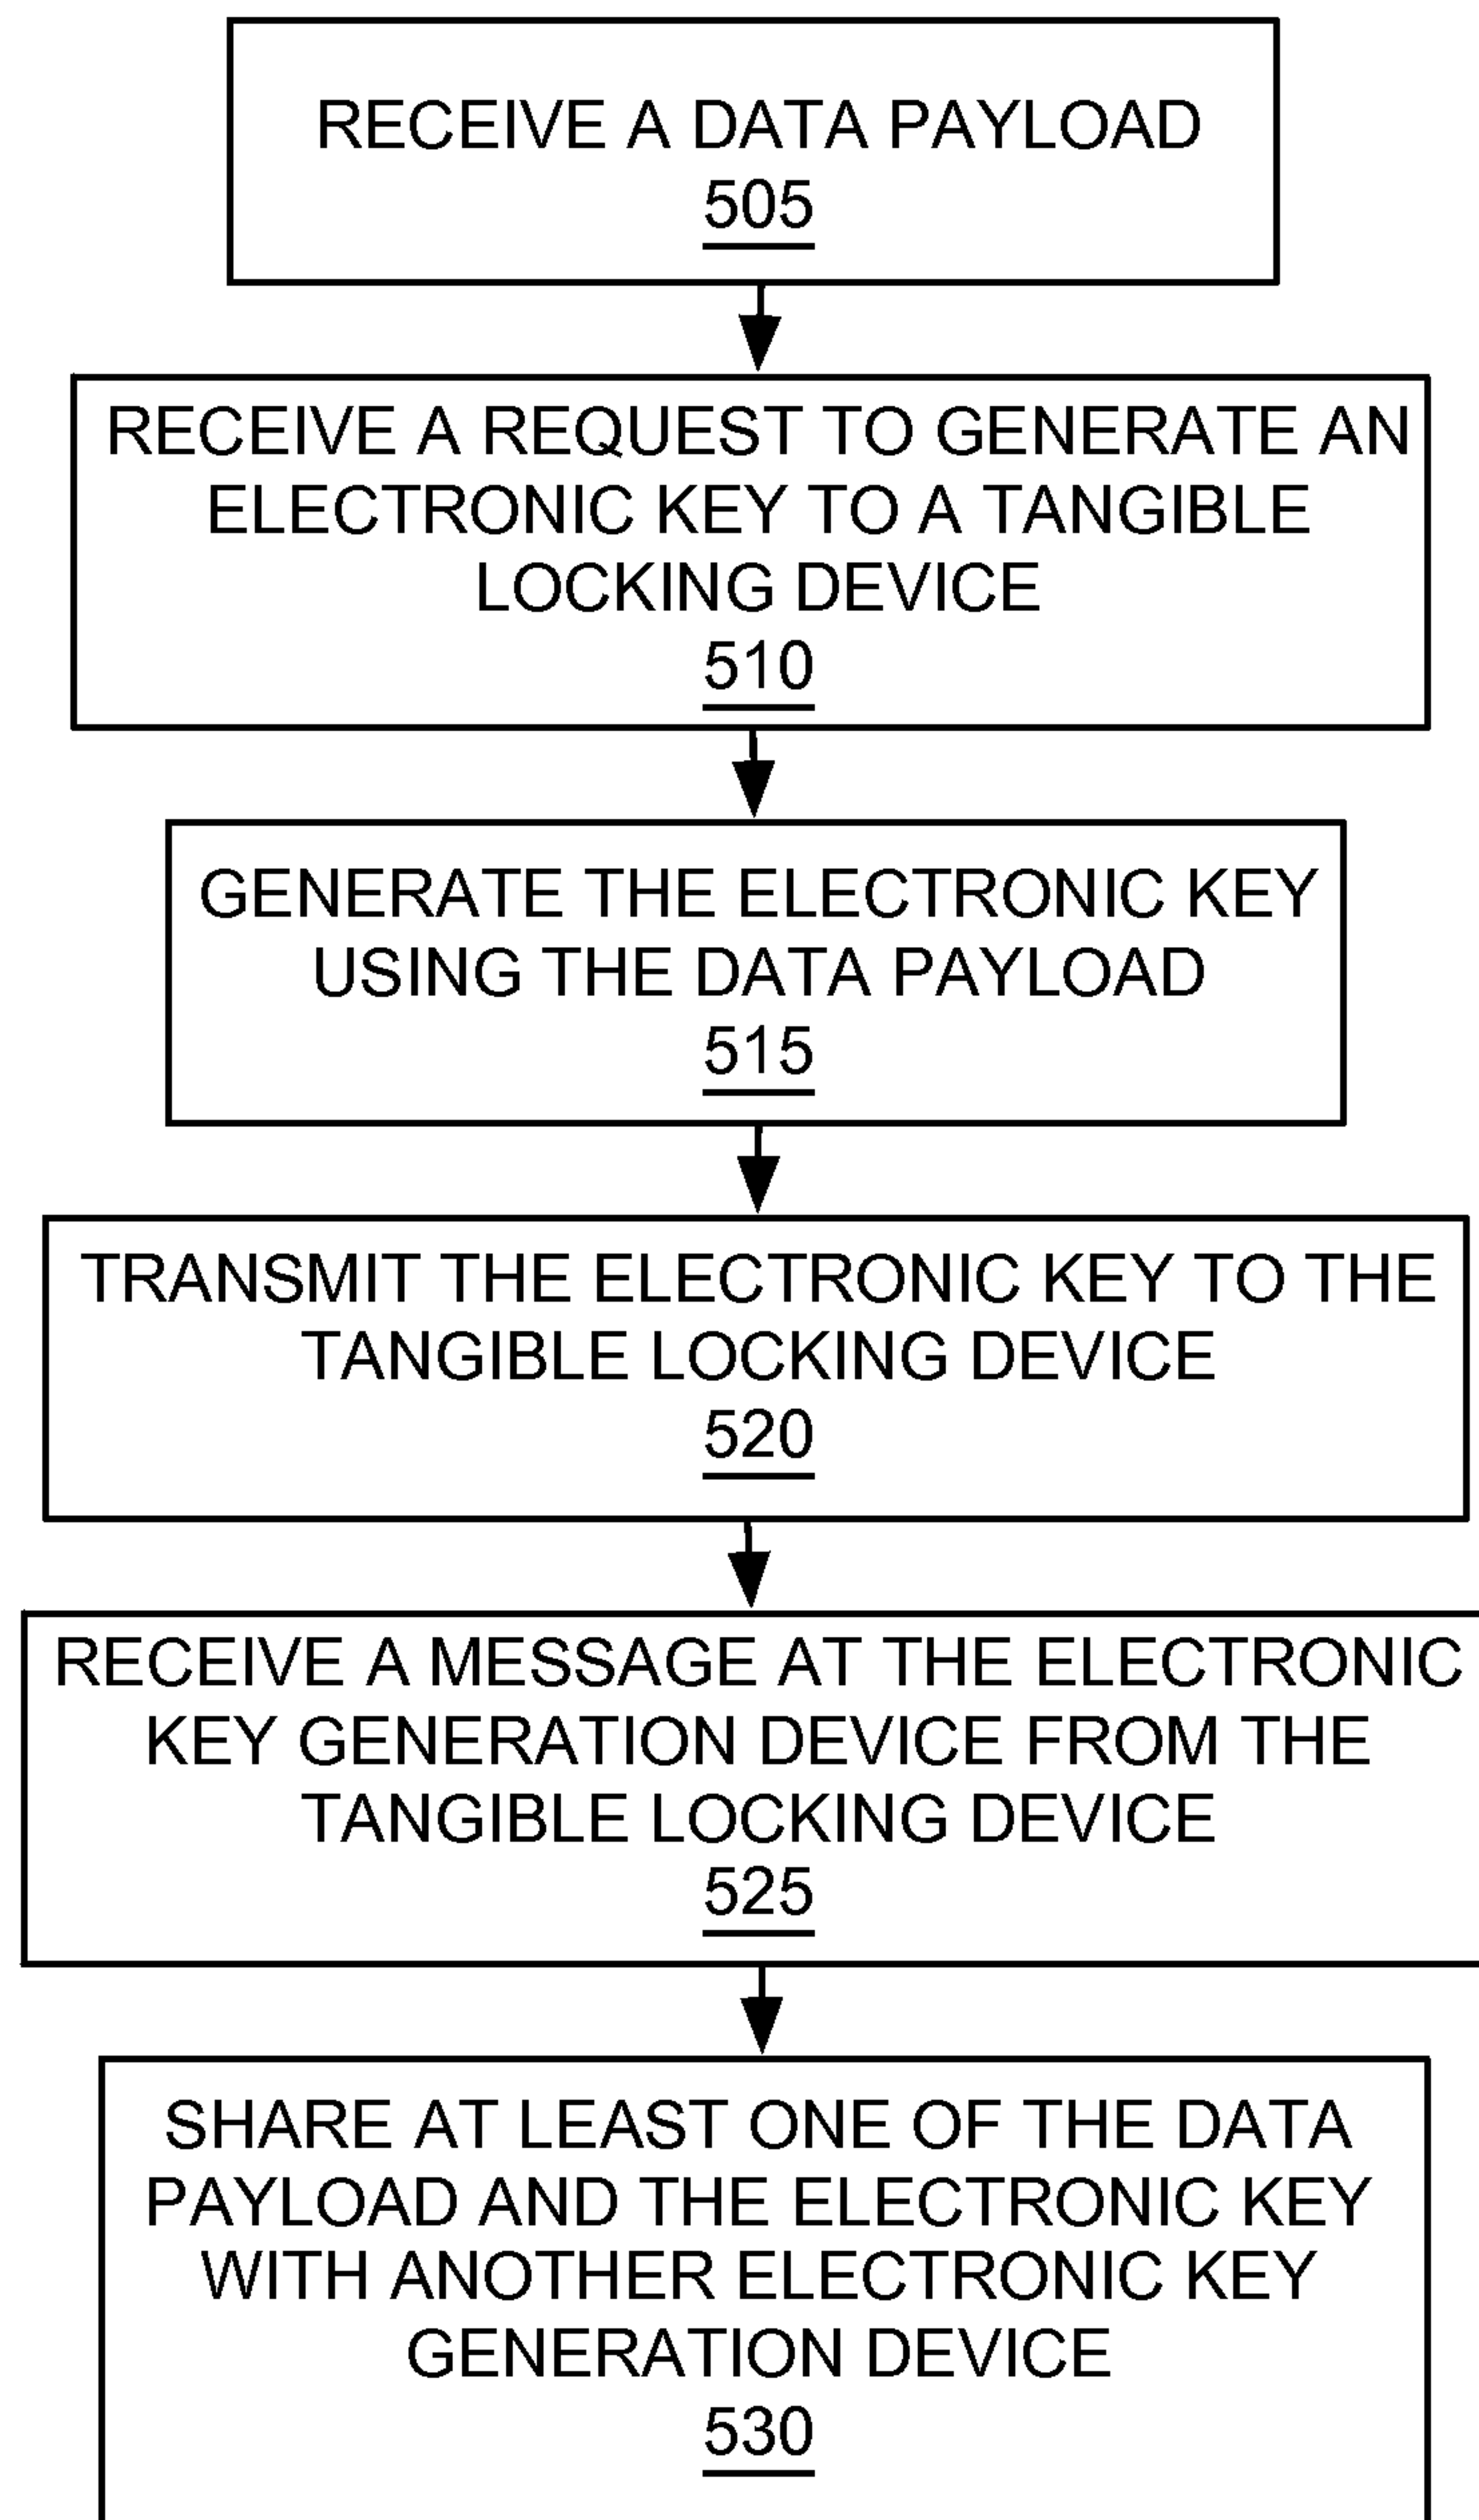 RECEIVE A DATA PAYLOAD
505
RECEIVE A REQUEST TO GENERATE AN
ELECTRONIC KEY TO A TANGIBLE
LOCKING DEVICE
510
GENERATE THE ELECTRONIC KEY
USING THE DATA PAYLOAD
515
TRANSMIT THE ELECTRONIC KEY TO THE
TANGIBLE LOCKING DEVICE
520
RECEIVE A MESSAGE AT THE ELECTRONIC
KEY GENERATION DEVICE FROM THE
TANGIBLE LOCKING DEVICE
525
SHARE AT LEAST ONE OF THE DATA
PAYLOAD AND THE ELECTRONIC KEY
WITH ANOTHER ELECTRONIC KEY
GENERATION DEVICE
530